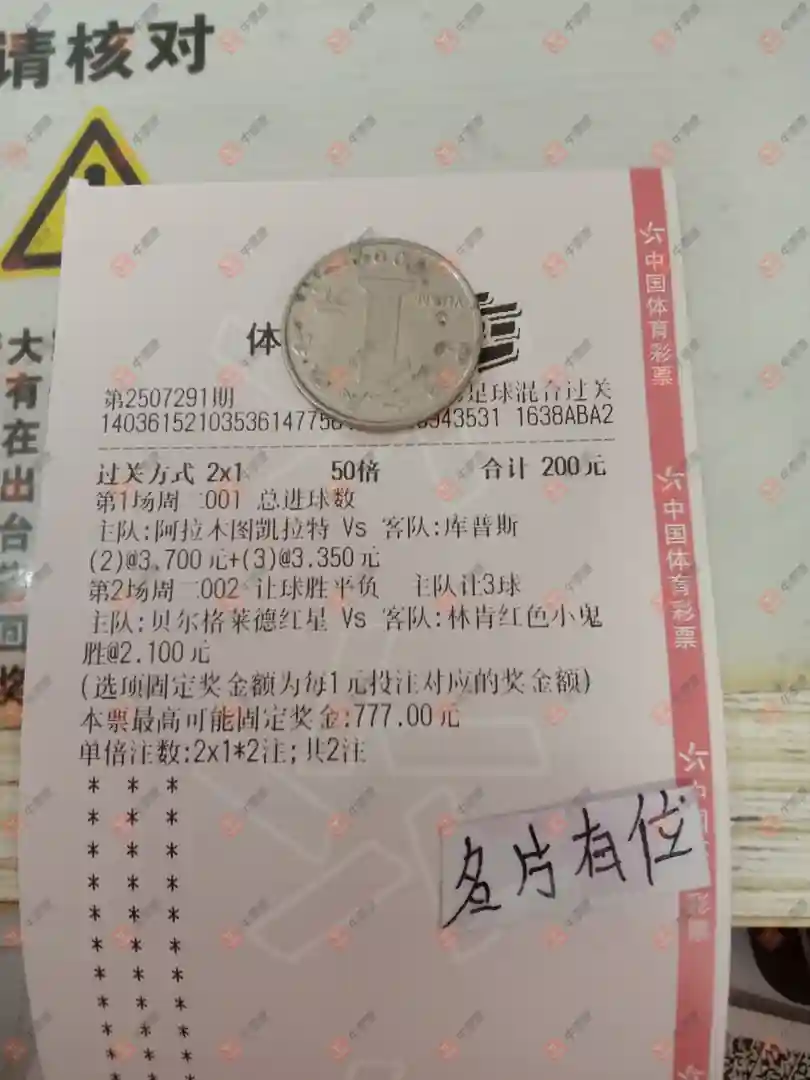 请核对
大
有
在
出
台
回
奖
体
中国体育彩票
第2507291期 足球混合过关
140361521035361477 943531 1638ABA2
过关方式 2x1 50倍 合计 200元
第1场周二001 总进球数
主队:阿拉木图凯拉特 Vs 客队:库普斯
(2)@3.700元+(3)@3.350元
第2场周二002 让球胜平负 主队让3球
主队:贝尔格莱德红星 Vs 客队:林肯红色小鬼
胜@2.100元
(选项固定奖金额为每1元投注对应的奖金额)
本票最高可能固定奖金:777.00元
单倍注数:2x1*2注;共2注
* * *
* * *
* * *
* * *
* * *
* * *
* * *
* * *
* * *
* * *
* * *
中国体育彩票
名片有位